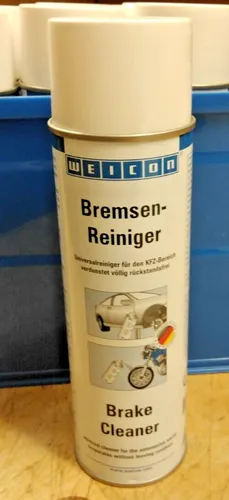 WEICON
Bremsen-
Reiniger
Universalreiniger für den KFZ-Bereich
verdunstet völlig rückstandsfrei
Brake
Cleaner